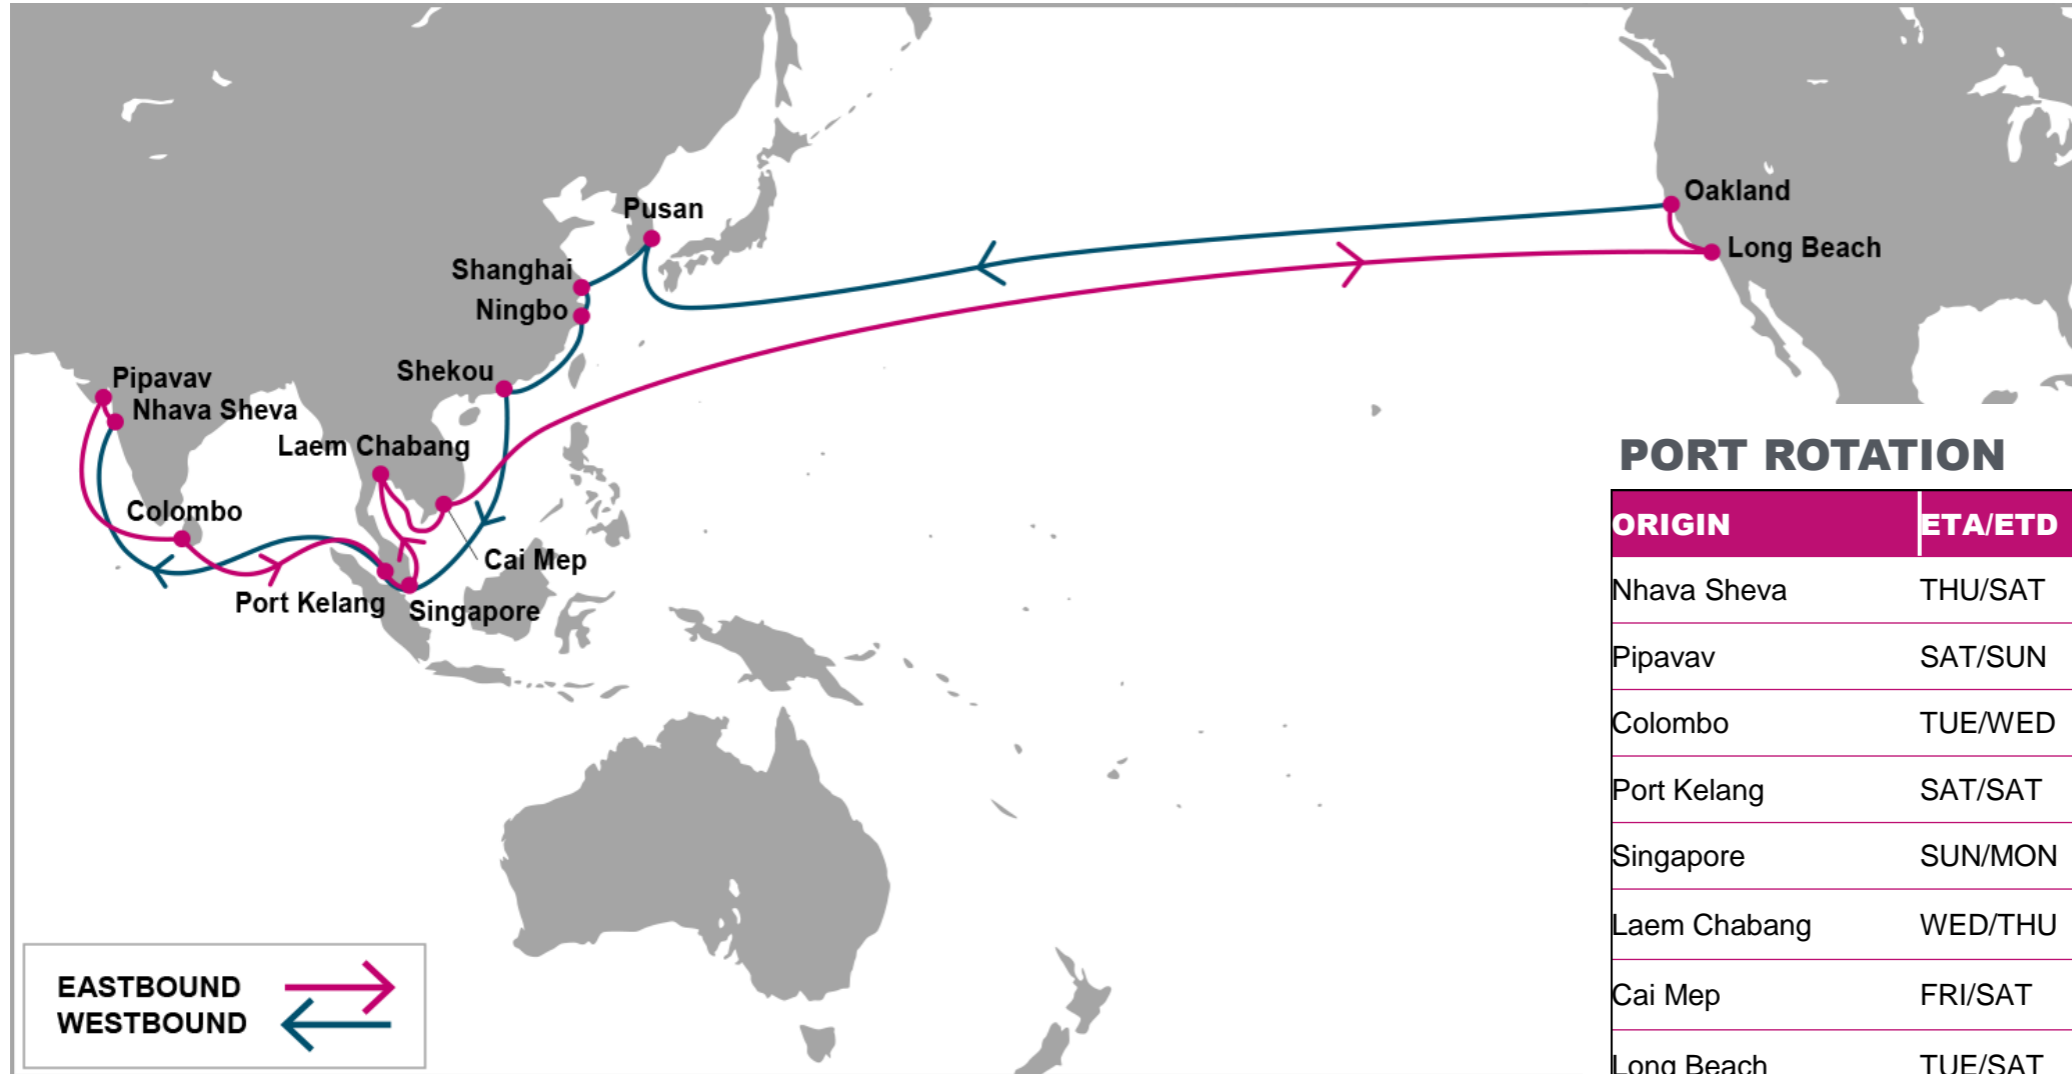 Oakland
Pusan
Long Beach
Shanghai
Ningbo
Shekou
Pipavav
Nhava Sheva
Laem Chabang
Colombo
Cai Mep
Port Kelang
Singapore
EASTBOUND
WESTBOUND
PORT ROTATION
ORIGIN ETA/ETD
Nhava Sheva THU/SAT
Pipavav SAT/SUN
Colombo TUE/WED
Port Kelang SAT/SAT
Singapore SUN/MON
Laem Chabang WED/THU
Cai Mep FRI/SAT
Long Beach TUE/SAT